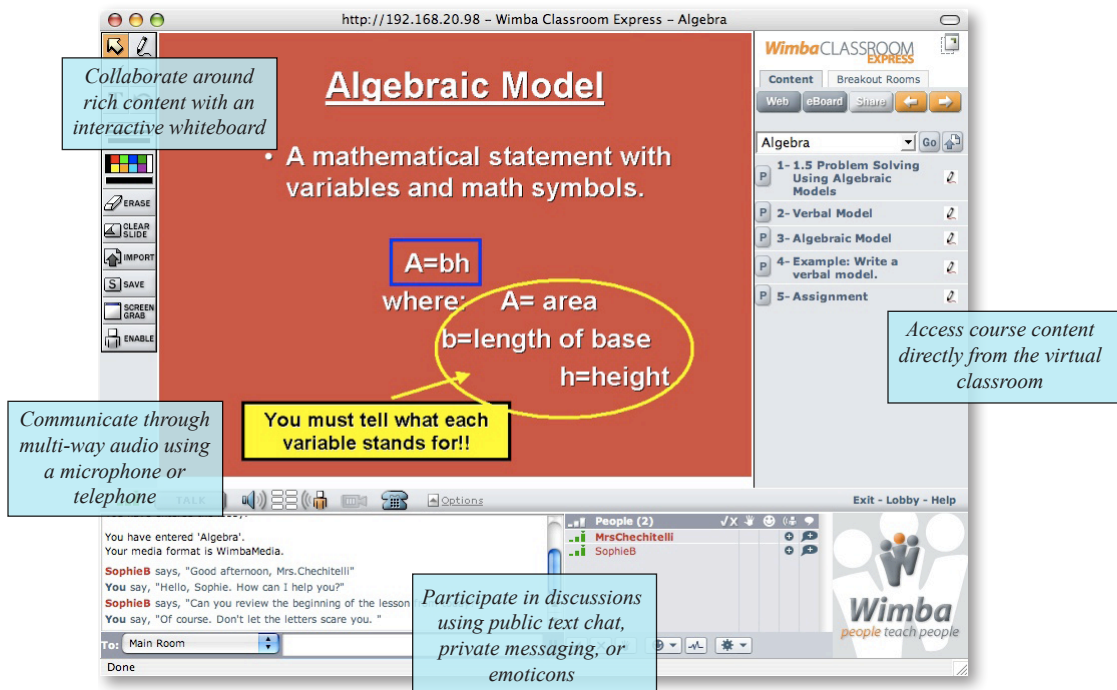 http://192.168.20.98 – Wimba Classroom Express – Algebra
Collaborate around
rich content with an
interactive whiteboard
ERASE
CLEAR
SLIDE
IMPORT
S SAVE
SCREEN
GRAB
ENABLE
Algebraic Model
• A mathematical statement with
variables and math symbols.
A=bh
where: A= area
b=length of base
h=height
You must tell what each
variable stands for!!
Wimba CLASSROOM
EXPRESS
Content Breakout Rooms
Web eBoard Share
Algebra Go
P 1- 1.5 Problem Solving
Using Algebraic
Models
P 2- Verbal Model
P 3- Algebraic Model
P 4- Example: Write a
verbal model.
P 5- Assignment
Access course content
directly from the virtual
classroom
Communicate through
multi-way audio using
a microphone or
telephone
TALK
Options
Exit - Lobby - Help
You have entered 'Algebra'.
Your media format is WimbaMedia.
SophieB says, "Good afternoon, Mrs.Chechitelli"
You say, "Hello, Sophie. How can I help you?"
SophieB says, "Can you review the beginning of the lesson
You say, "Of course. Don't let the letters scare you. "
To: Main Room
Done
People (2)
MrsChechitelli
SophieB
Participate in discussions
using public text chat,
private messaging, or
emoticons
Wimba
people teach people